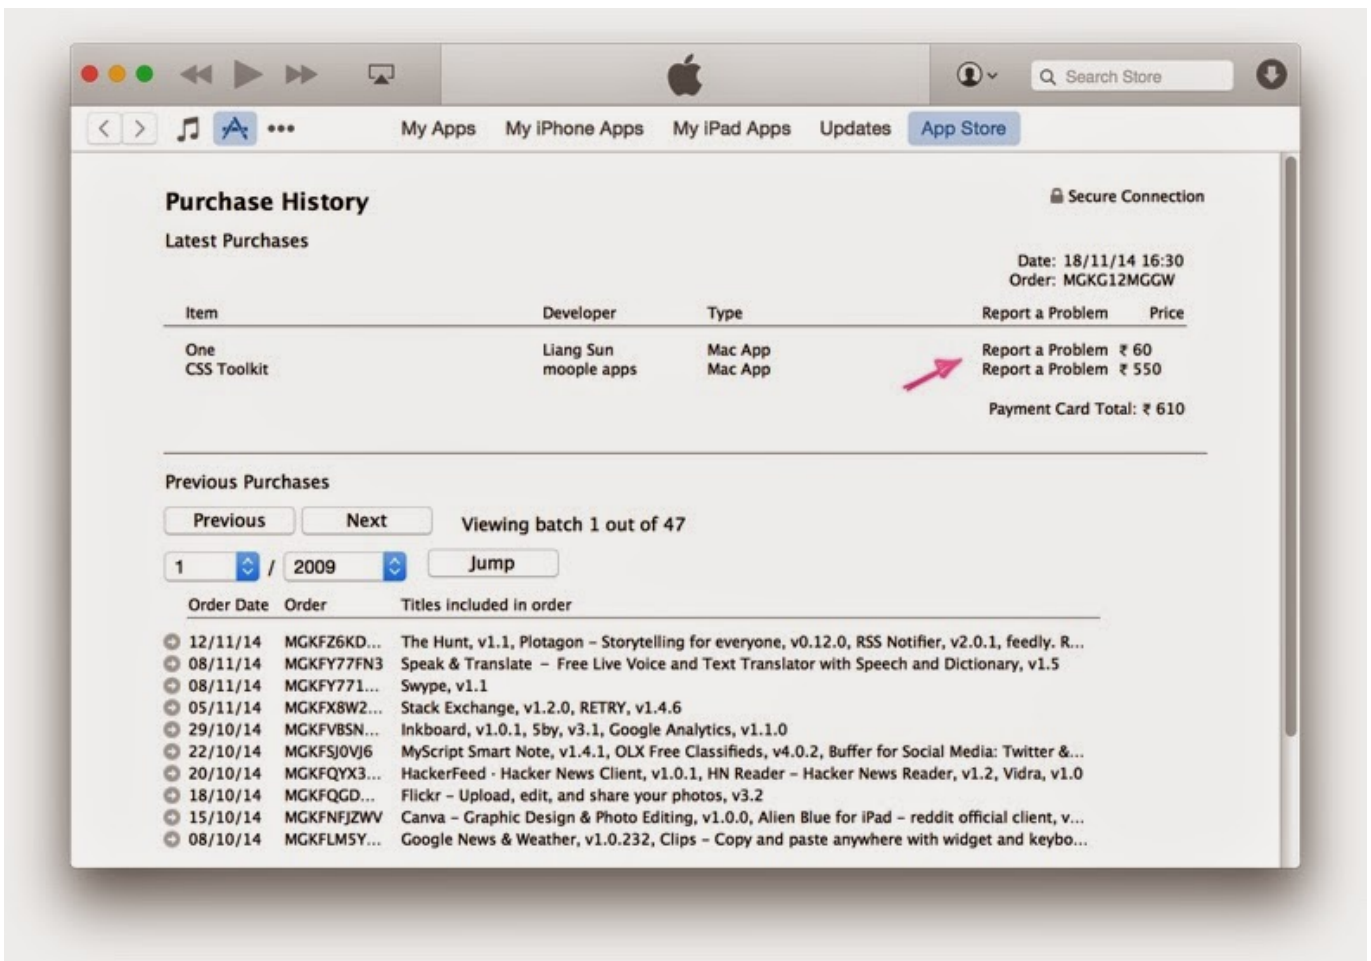 Search Store
My Apps My iPhone Apps My iPad Apps Updates App Store
Purchase History
Secure Connection
Latest Purchases
Date: 18/11/14 16:30
Order: MGKG12MGGW
Item Developer Type Report a Problem Price
One Liang Sun Mac App Report a Problem ₹ 60
CSS Toolkit moople apps Mac App Report a Problem ₹ 550
Payment Card Total: ₹ 610
Previous Purchases
Previous Next Viewing batch 1 out of 47
1 / 2009 Jump
Order Date Order Titles included in order
12/11/14 MGKFZ6KD... The Hunt, v1.1, Plotagon – Storytelling for everyone, v0.12.0, RSS Notifier, v2.0.1, feedly. R...
08/11/14 MGKFY77FN3 Speak & Translate – Free Live Voice and Text Translator with Speech and Dictionary, v1.5
08/11/14 MGKFY771... Swype, v1.1
05/11/14 MGKFX8W2... Stack Exchange, v1.2.0, RETRY, v1.4.6
29/10/14 MGKFVBSN... Inkboard, v1.0.1, 5by, v3.1, Google Analytics, v1.1.0
22/10/14 MGKFSJ0VJ6 MyScript Smart Note, v1.4.1, OLX Free Classifieds, v4.0.2, Buffer for Social Media: Twitter &...
20/10/14 MGKFQYX3... HackerFeed - Hacker News Client, v1.0.1, HN Reader – Hacker News Reader, v1.2, Vidra, v1.0
18/10/14 MGKFQGD... Flickr – Upload, edit, and share your photos, v3.2
15/10/14 MGKFNFJZWV Canva – Graphic Design & Photo Editing, v1.0.0, Alien Blue for iPad – reddit official client, v...
08/10/14 MGKFLM5Y... Google News & Weather, v1.0.232, Clips – Copy and paste anywhere with widget and keybo...